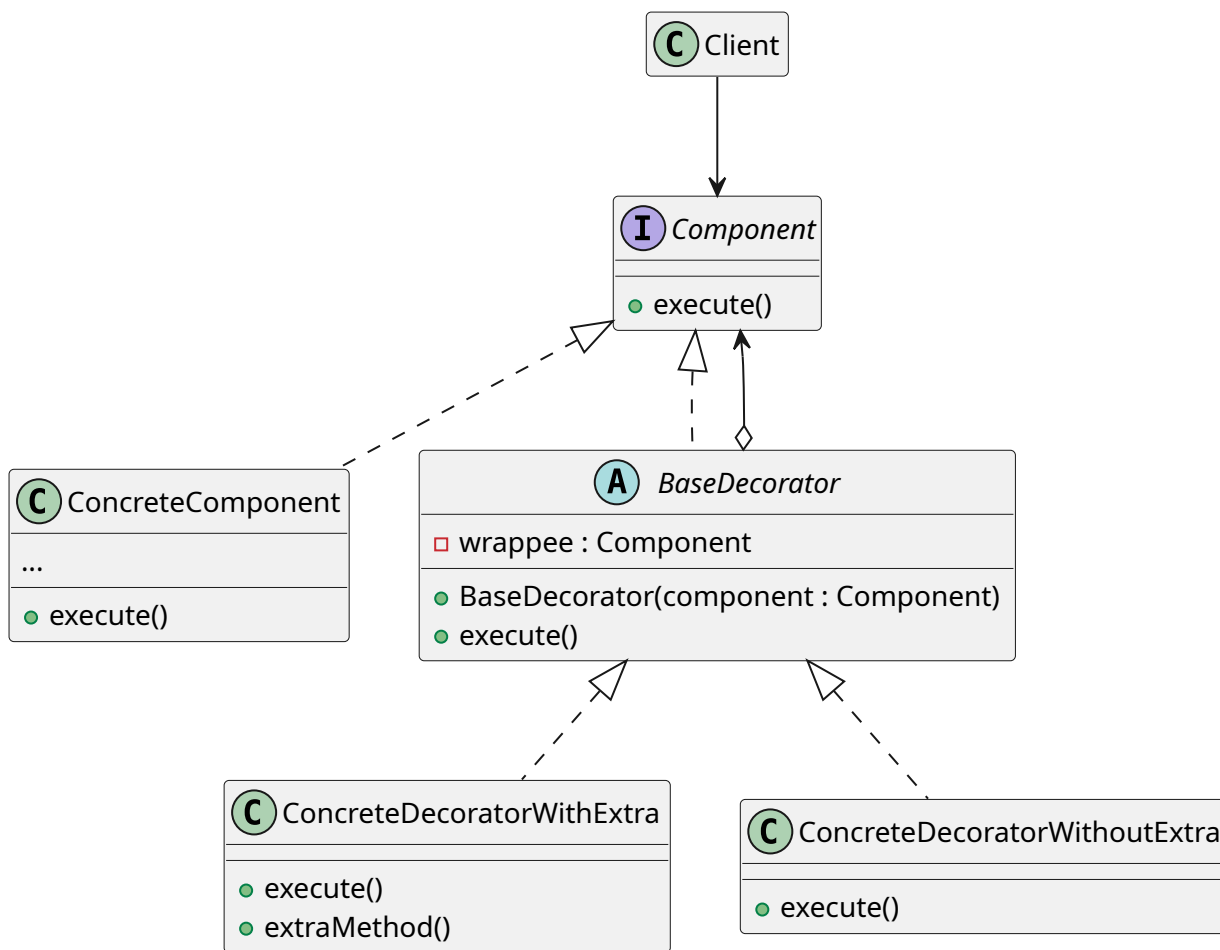 C Client
I Component
+ execute()
C ConcreteComponent
...
execute()
A BaseDecorator
wrappee : Component
BaseDecorator(component : Component)
execute()
C ConcreteDecoratorWithExtra
execute()
extraMethod()
C ConcreteDecoratorWithoutExtra
execute()